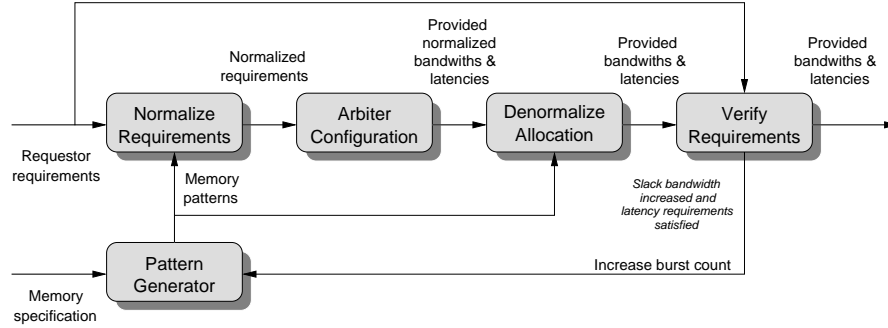 Normalized
requirements
Provided
normalized
bandwiths &
latencies
Provided
bandwiths &
latencies
Provided
bandwiths &
latencies
Normalize
Requirements
Arbiter
Configuration
Denormalize
Allocation
Verify
Requirements
Requestor
requirements
Memory
patterns
Slack bandwidth
increased and
latency requirements
satisfied
Pattern
Generator
Increase burst count
Memory
specification